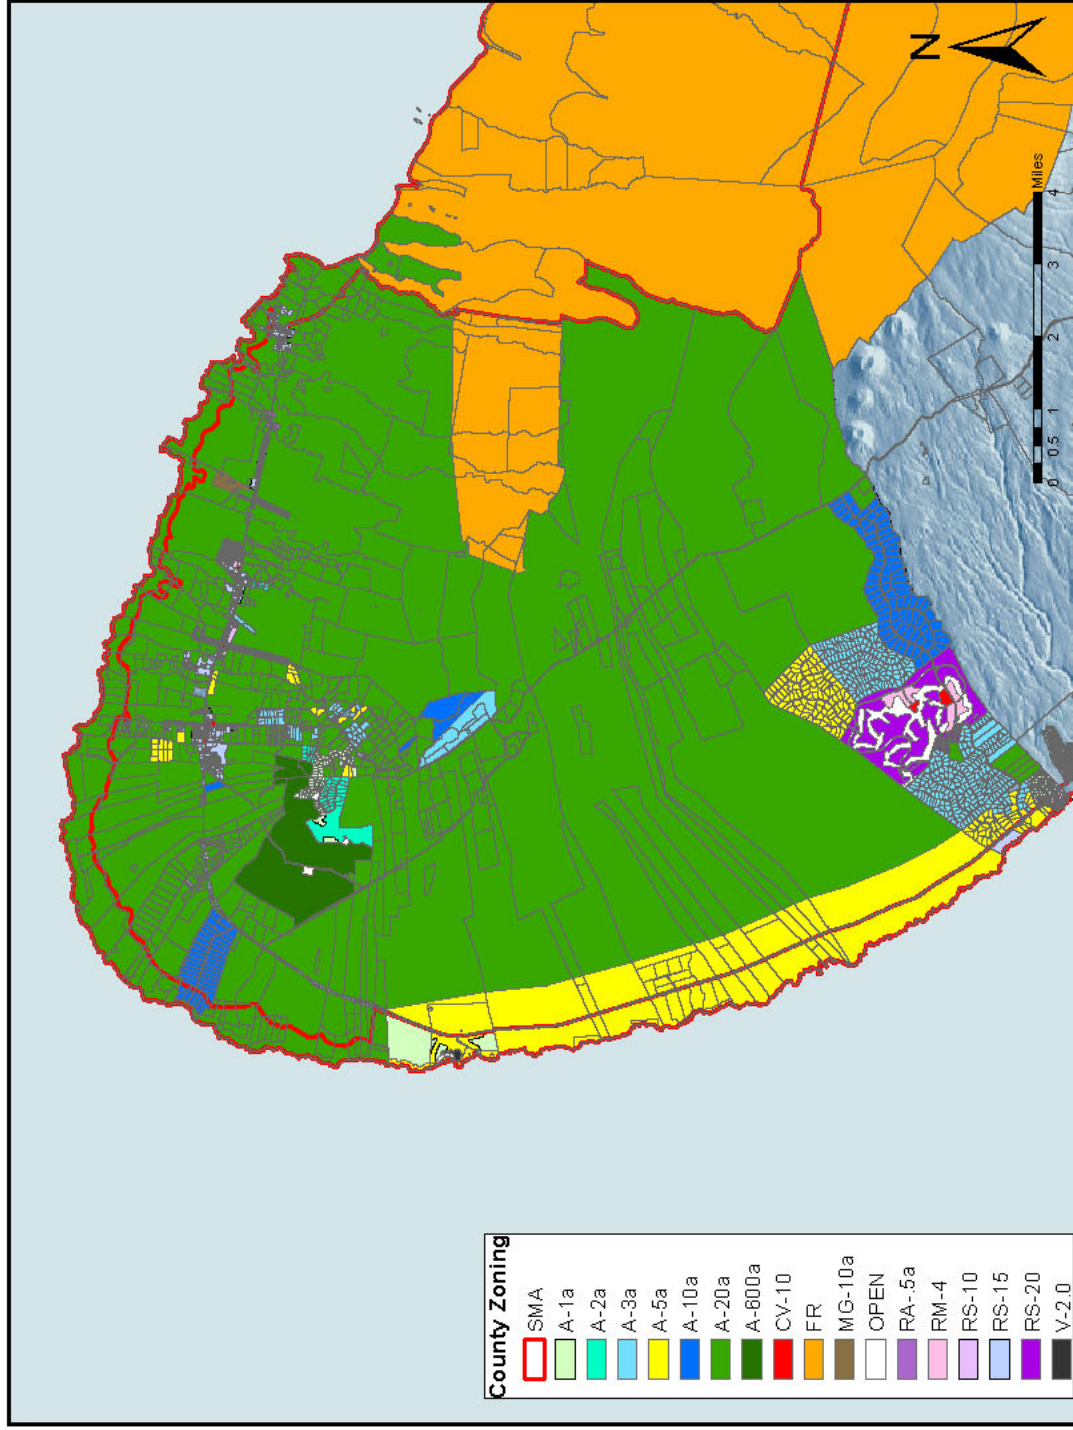 County Zoning
SMA
A-1a
A-2a
A-3a
A-5a
A-10a
A-20a
A-600a
CV-10
FR
MG-10a
OPEN
RA-.5a
RM-4
RS-10
RS-15
RS-20
V-2.0
N
Miles
0 0.5 1 2 3 4